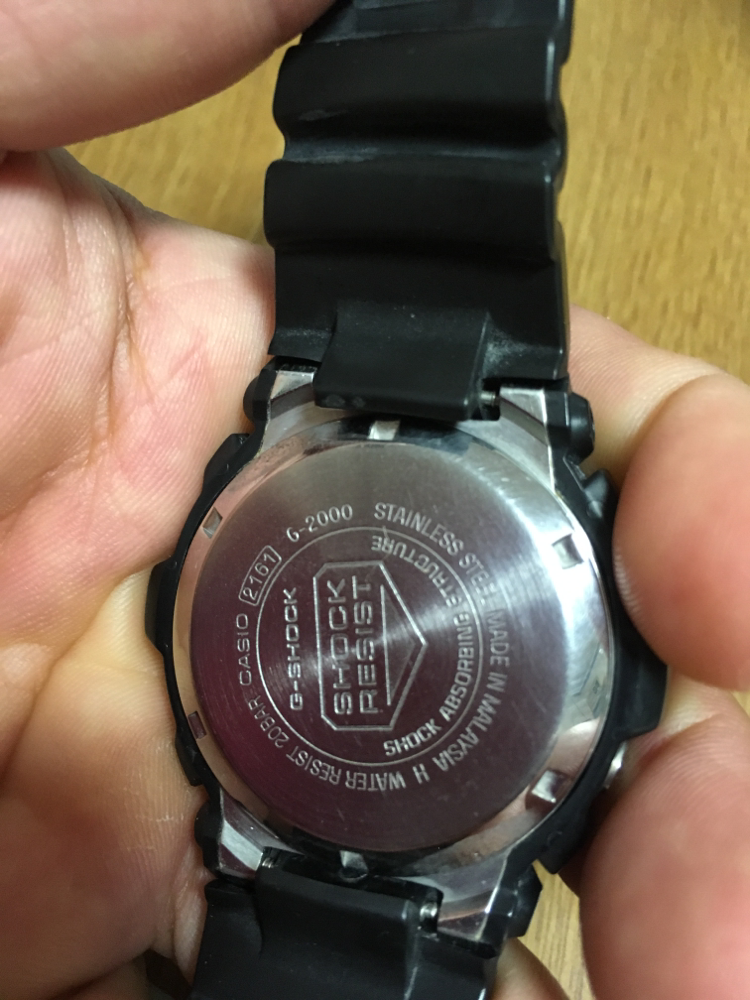 CASIO 2161 G-2000 STAINLESS STEEL MADE IN MALAYSIA H WATER RESIST 20BAR
G-SHOCK
SHOCK
RESIST
SHOCK ABSORBING STRUCTURE